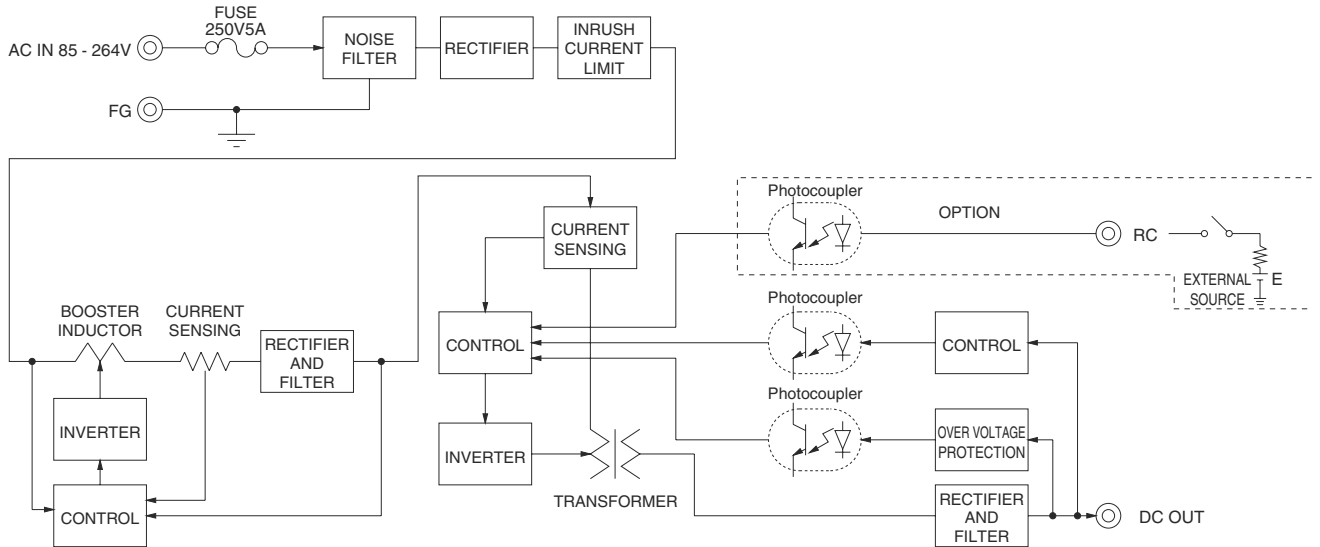 FUSE
250V5A
AC IN 85 - 264V
NOISE
FILTER
RECTIFIER
INRUSH
CURRENT
LIMIT
FG
Photocoupler
OPTION
RC
CURRENT
SENSING
EXTERNAL
SOURCE
E
BOOSTER
INDUCTOR
CURRENT
SENSING
RECTIFIER
AND
FILTER
CONTROL
Photocoupler
CONTROL
INVERTER
INVERTER
Photocoupler
OVER VOLTAGE
PROTECTION
CONTROL
TRANSFORMER
RECTIFIER
AND
FILTER
DC OUT